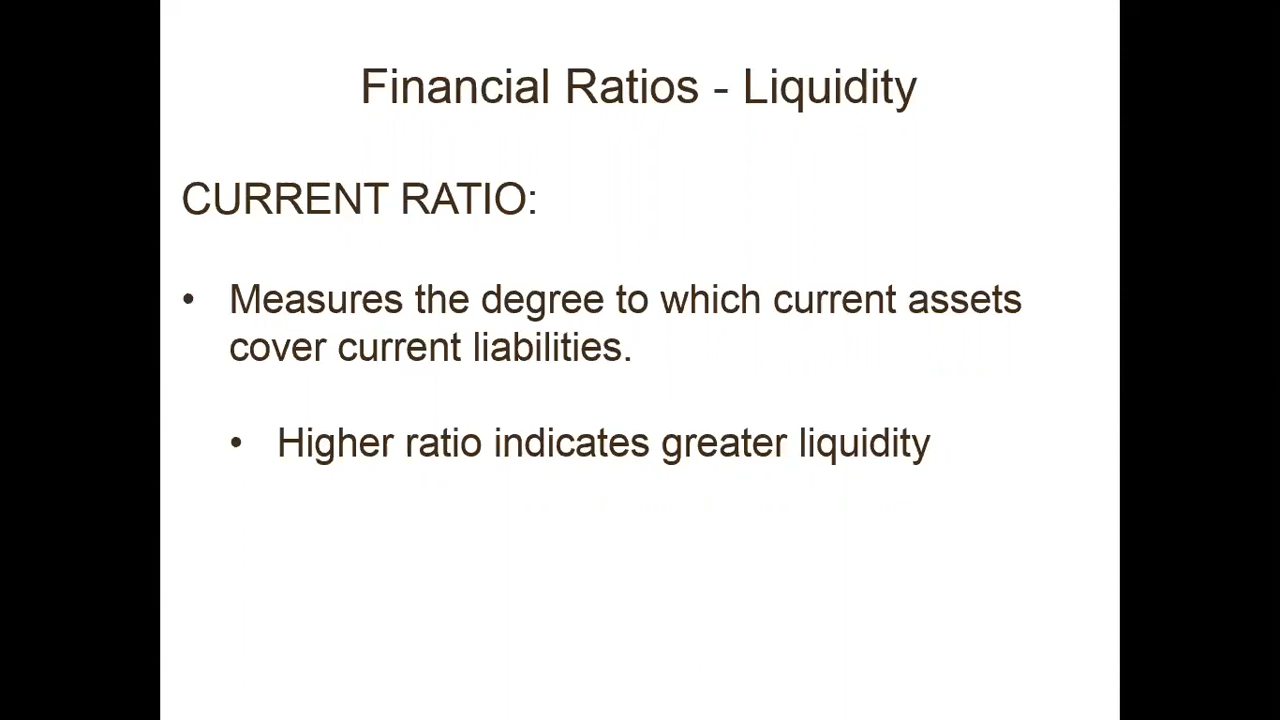 Financial Ratios - Liquidity
CURRENT RATIO:
• Measures the degree to which current assets
cover current liabilities.
• Higher ratio indicates greater liquidity